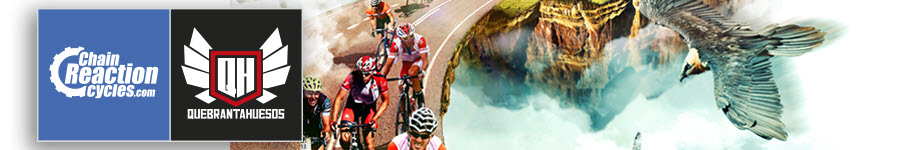 Chain
Reaction
Cycles.com
QH
QUEBRANTAHUESOS